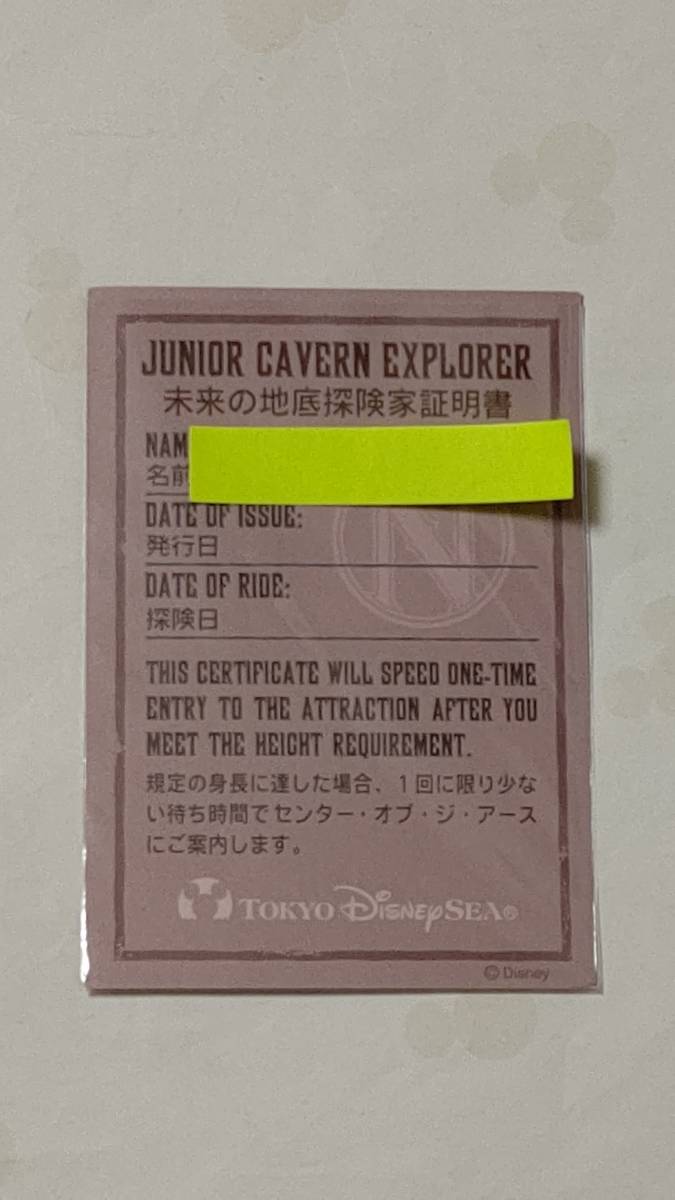 JUNIOR CAVERN EXPLORER
未来の地底探険家証明書
NAM
名前
DATE OF ISSUE:
発行日
N
DATE OF RIDE:
探険日
THIS CERTIFICATE WILL SPEED ONE-TIME
ENTRY TO THE ATTRACTION AFTER YOU
MEET THE HEIGHT REQUIREMENT.
規定の身長に達した場合、1回に限り少な
い待ち時間でセンター・オブ・ジ・アース
にご案内します。
TOKYO DISNEYSEA®
© Disney